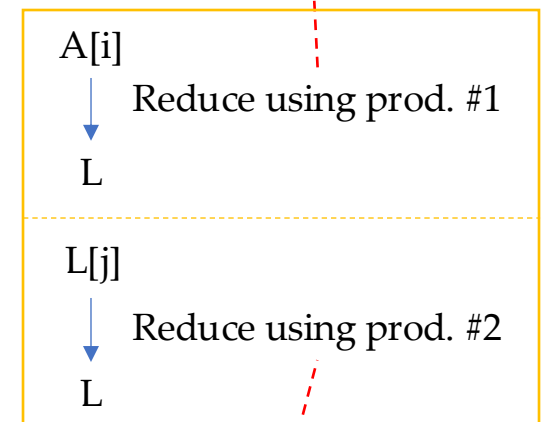 A[i]
Reduce using prod. #1
L
L[j]
Reduce using prod. #2
L